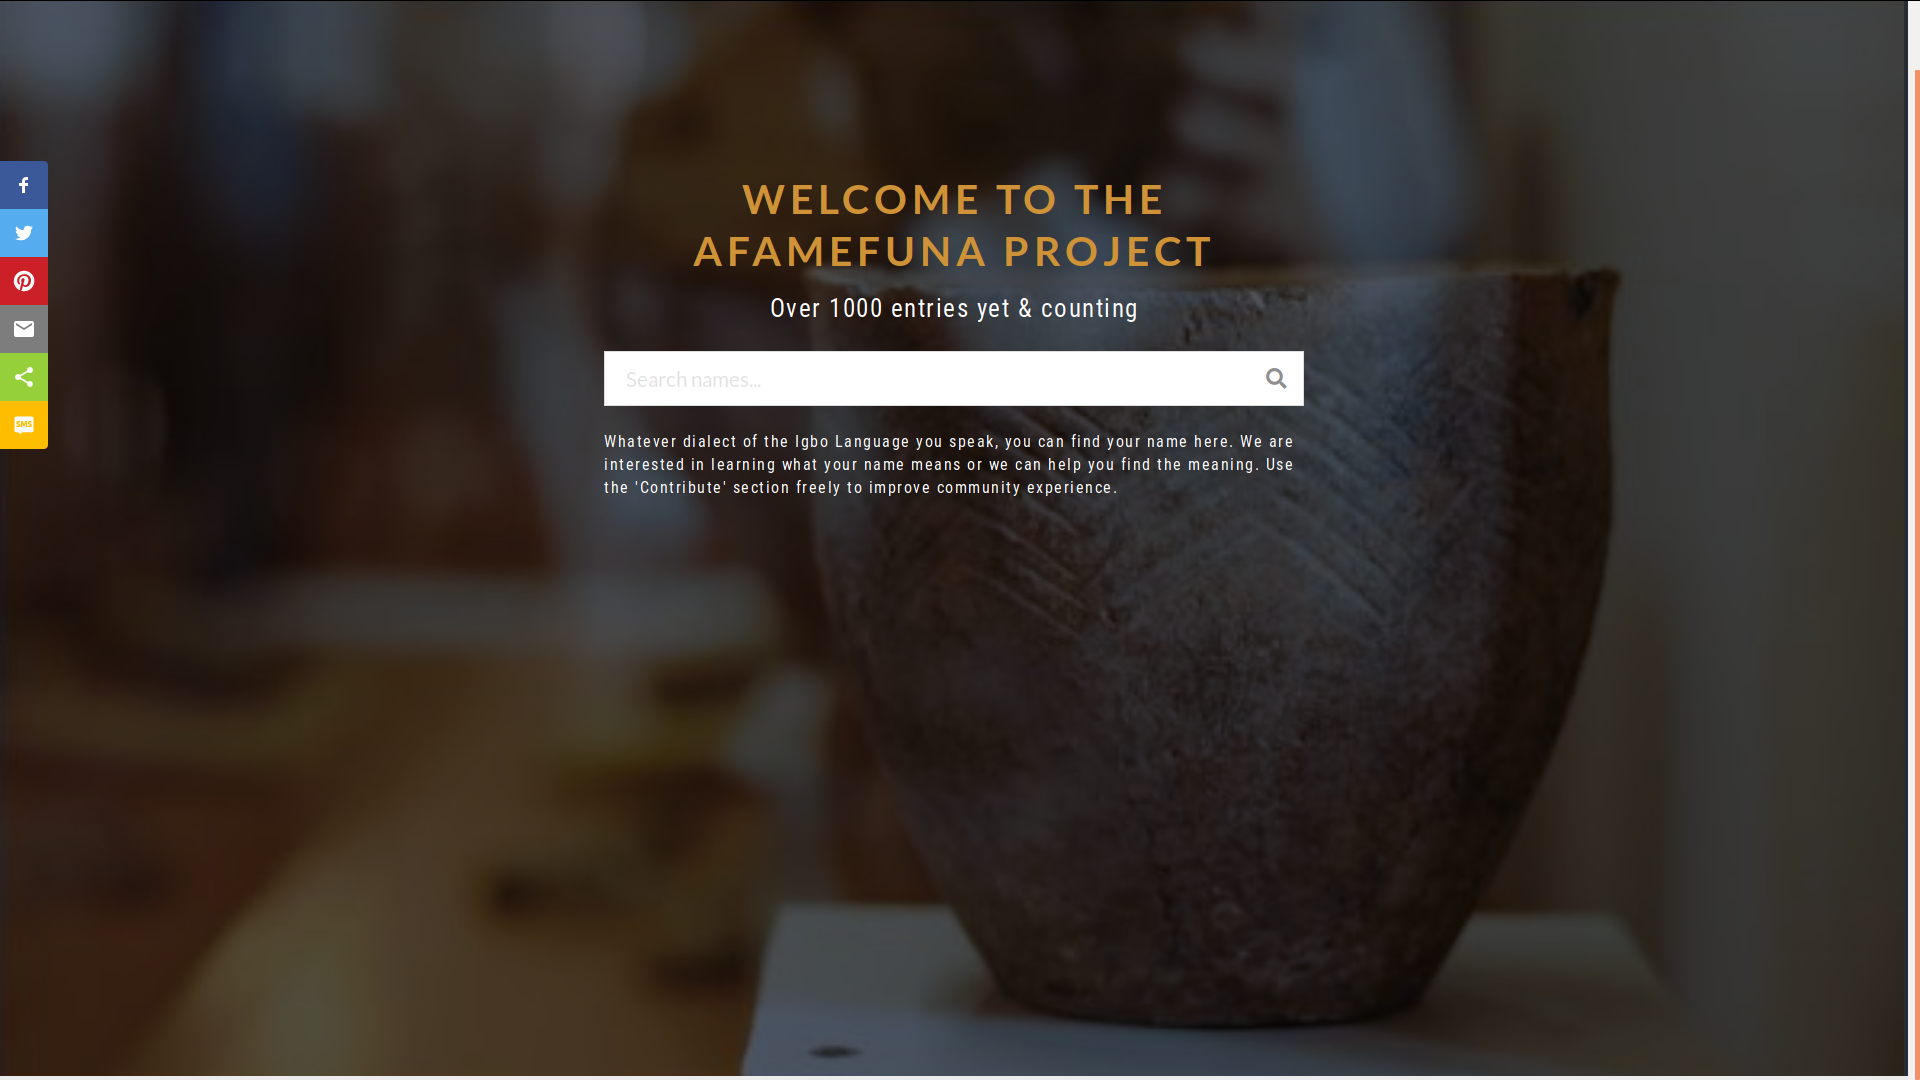 WELCOME TO THE
AFAMEFUNA PROJECT
Over 1000 entries yet & counting
Search names...
Whatever dialect of the Igbo Language you speak, you can find your name here. We are
interested in learning what your name means or we can help you find the meaning. Use
the 'Contribute' section freely to improve community experience.
SMS